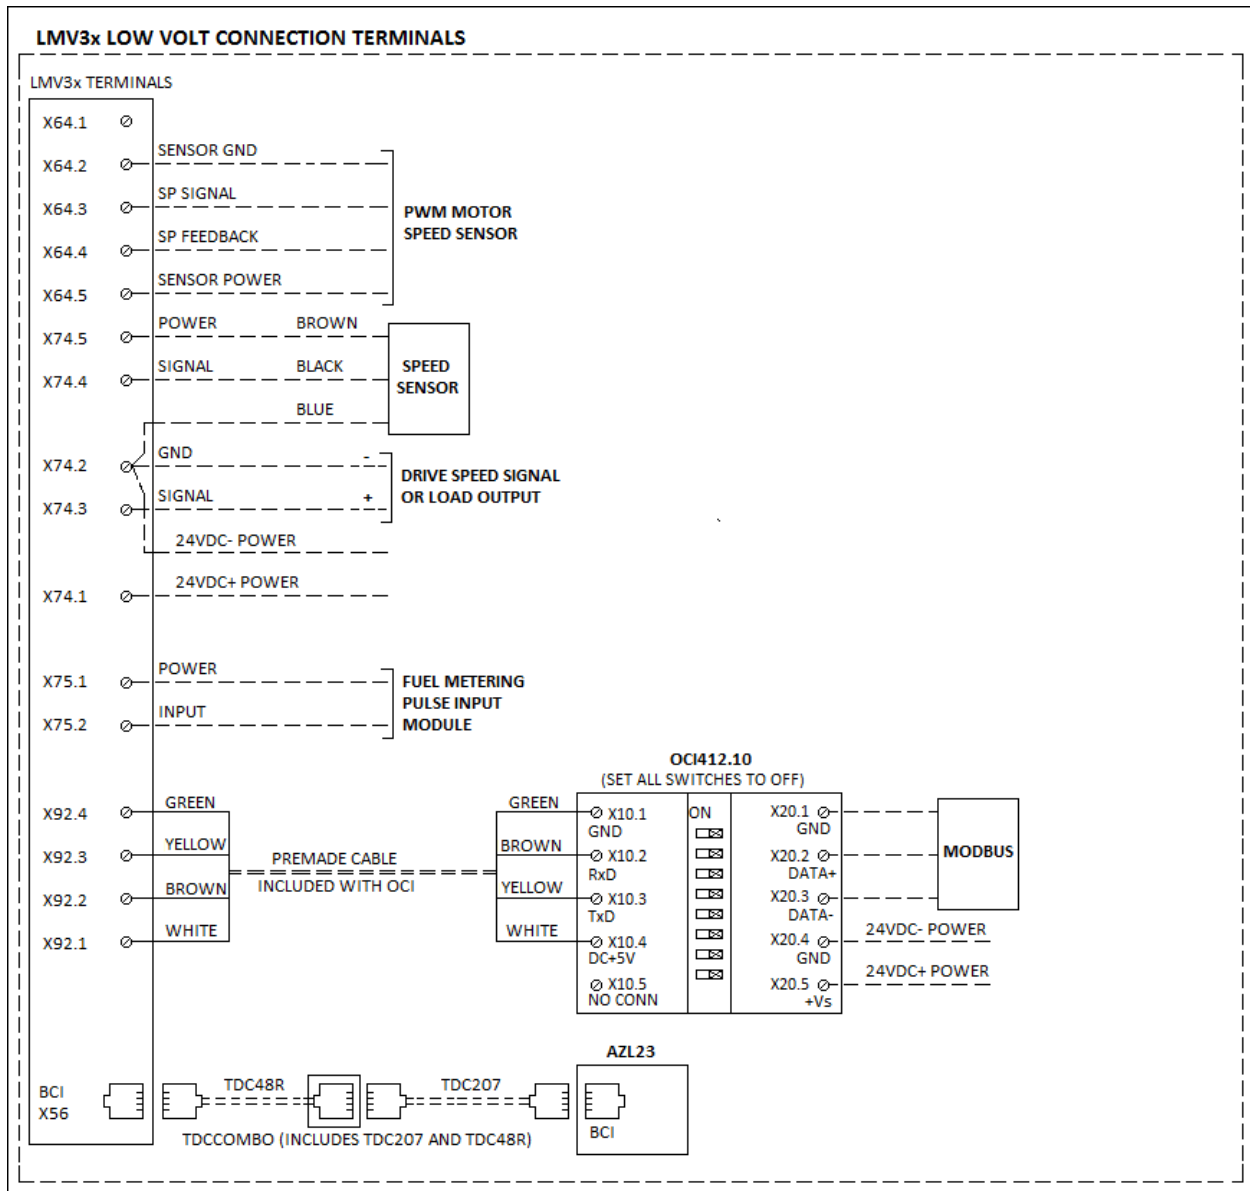 LMV3x LOW VOLT CONNECTION TERMINALS
LMV3x TERMINALS
X64.1
X64.2
SENSOR GND
X64.3
SP SIGNAL
X64.4
SP FEEDBACK
X64.5
SENSOR POWER
PWM MOTOR
SPEED SENSOR
X74.5
POWER BROWN
X74.4
SIGNAL BLACK
BLUE
SPEED
SENSOR
X74.2
GND -
X74.3
SIGNAL +
DRIVE SPEED SIGNAL
OR LOAD OUTPUT
24VDC- POWER
X74.1
24VDC+ POWER
X75.1
POWER
X75.2
INPUT
FUEL METERING
PULSE INPUT
MODULE
OCI412.10
(SET ALL SWITCHES TO OFF)
X92.4
GREEN
X92.3
YELLOW
X92.2
BROWN
X92.1
WHITE
PREMADE CABLE
INCLUDED WITH OCI
GREEN
BROWN
YELLOW
WHITE
X10.1
GND
X10.2
RxD
X10.3
TxD
X10.4
DC+5V
X10.5
NO CONN
ON
X20.1
GND
X20.2
DATA+
X20.3
DATA-
X20.4
GND
X20.5
+Vs
MODBUS
24VDC- POWER
24VDC+ POWER
AZL23
BCI
X56
TDC48R
TDC207
BCI
TDCCOMBO (INCLUDES TDC207 AND TDC48R)